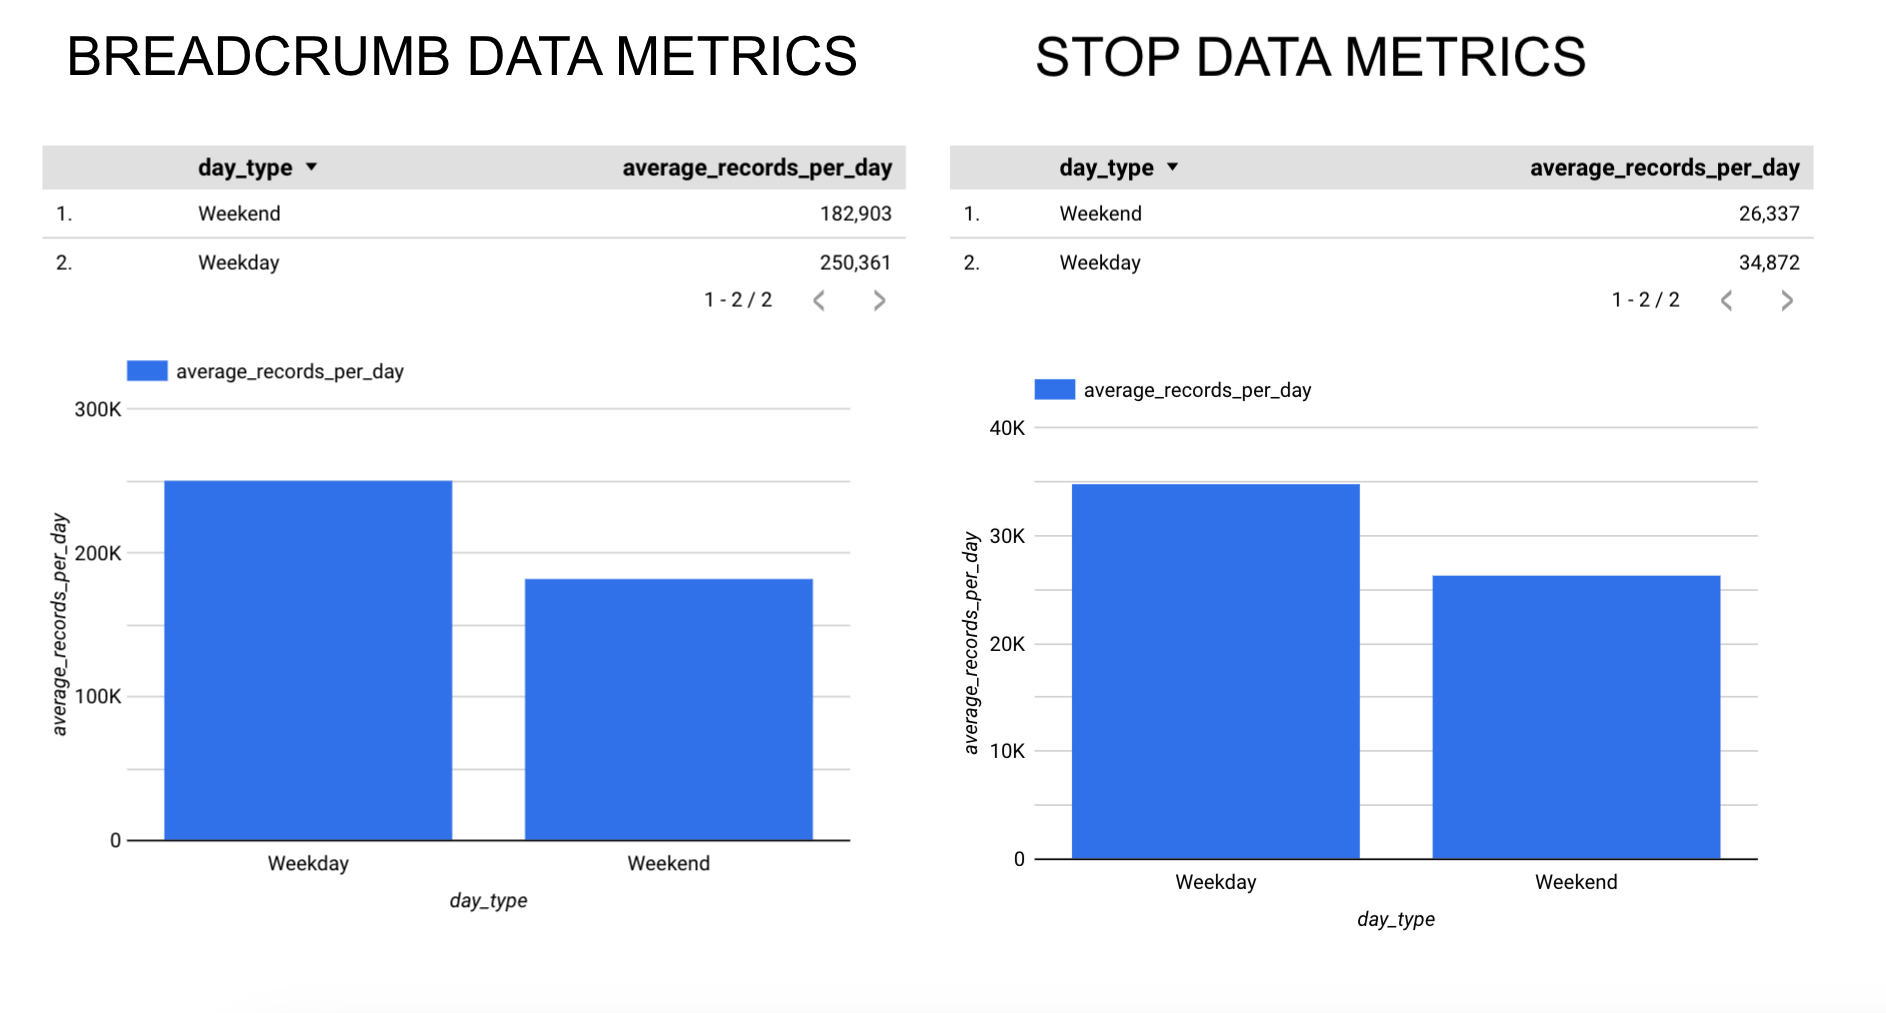 BREADCRUMB DATA METRICS
day_type ▼ average_records_per_day
1. Weekend 182,903
2. Weekday 250,361
1 - 2 / 2 < >
average_records_per_day
300K
200K
100K
0
average_records_per_day
Weekday Weekend
day_type
STOP DATA METRICS
day_type ▼ average_records_per_day
1. Weekend 26,337
2. Weekday 34,872
1 - 2 / 2 < >
average_records_per_day
40K
30K
20K
10K
0
average_records_per_day
Weekday Weekend
day_type